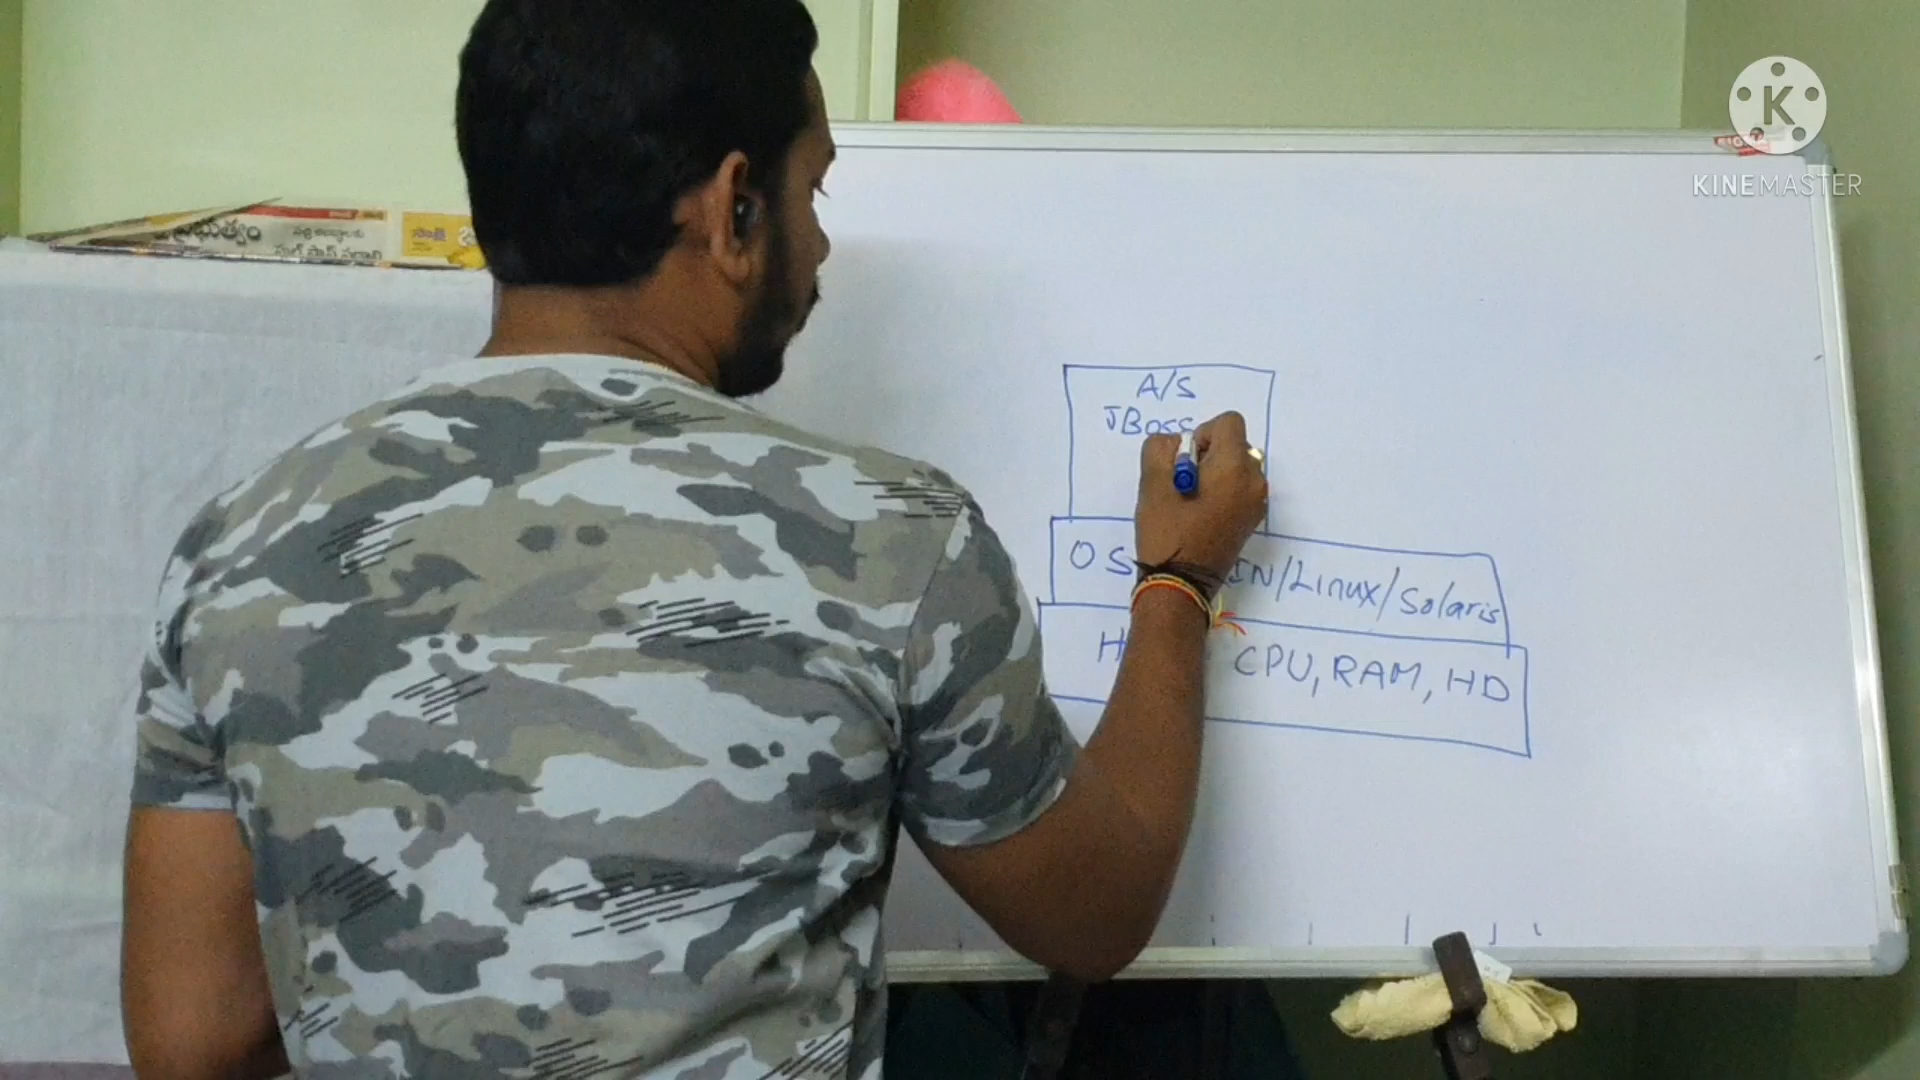 KINEMASTER
A/S
JBoss
OS IN/Linux/Solaris
H CPU, RAM, HD